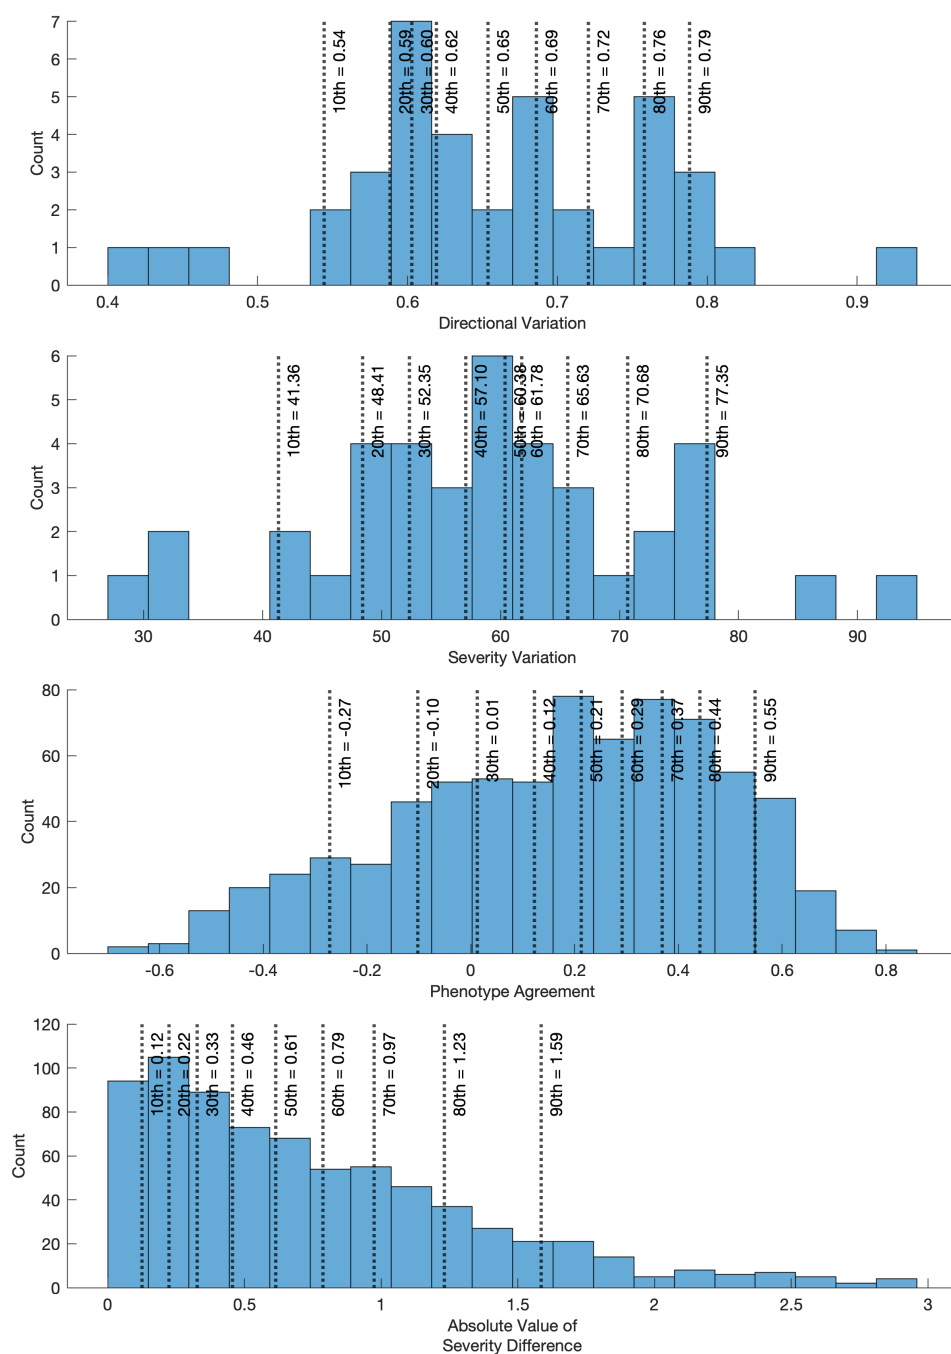 7
6
5
4
3
2
1
0
Count
10th = 0.54
20th = 0.59
30th = 0.60
40th = 0.62
50th = 0.65
60th = 0.69
70th = 0.72
80th = 0.76
90th = 0.79
0.4 0.5 0.6 0.7 0.8 0.9
Directional Variation
6
5
4
3
2
1
0
Count
10th = 41.36
20th = 48.41
30th = 52.35
40th = 57.10
50th = 60.38
60th = 61.78
70th = 65.63
80th = 70.68
90th = 77.35
30 40 50 60 70 80 90
Severity Variation
80
60
40
20
0
Count
10th = -0.27
20th = -0.10
30th = 0.01
40th = 0.12
50th = 0.21
60th = 0.29
70th = 0.37
80th = 0.44
90th = 0.55
-0.6 -0.4 -0.2 0 0.2 0.4 0.6 0.8
Phenotype Agreement
120
100
80
60
40
20
0
Count
10th = 0.12
20th = 0.22
30th = 0.33
40th = 0.46
50th = 0.61
60th = 0.79
70th = 0.97
80th = 1.23
90th = 1.59
0 0.5 1 1.5 2 2.5 3
Absolute Value of
Severity Difference